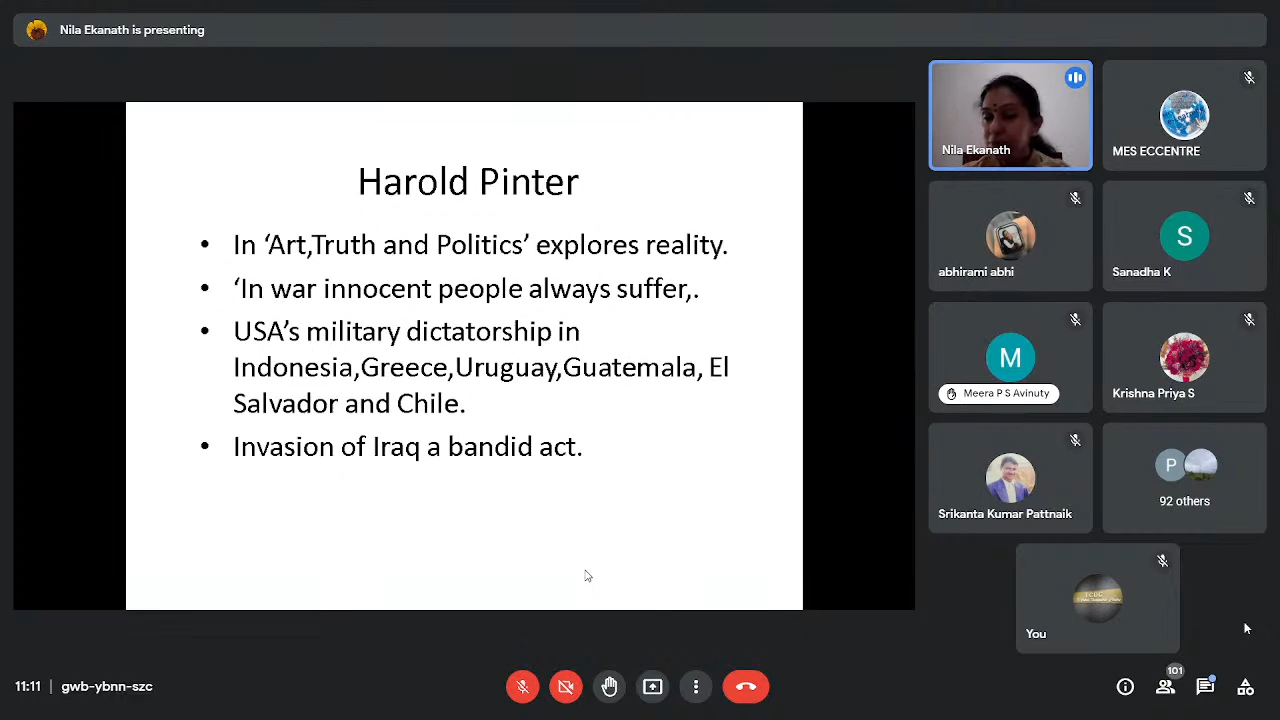 Nila Ekanath is presenting
Harold Pinter
• In ‘Art,Truth and Politics’ explores reality.
• ‘In war innocent people always suffer,.
• USA’s military dictatorship in
Indonesia,Greece,Uruguay,Guatemala, El
Salvador and Chile.
• Invasion of Iraq a bandid act.
Nila Ekanath
MES ECCENTRE
abhirami abhi
S
Sanadha K
M
Meera P S Avinuty
Krishna Priya S
Srikanta Kumar Pattnaik
P
92 others
You
11:11 | gwb-ybnn-szc
101